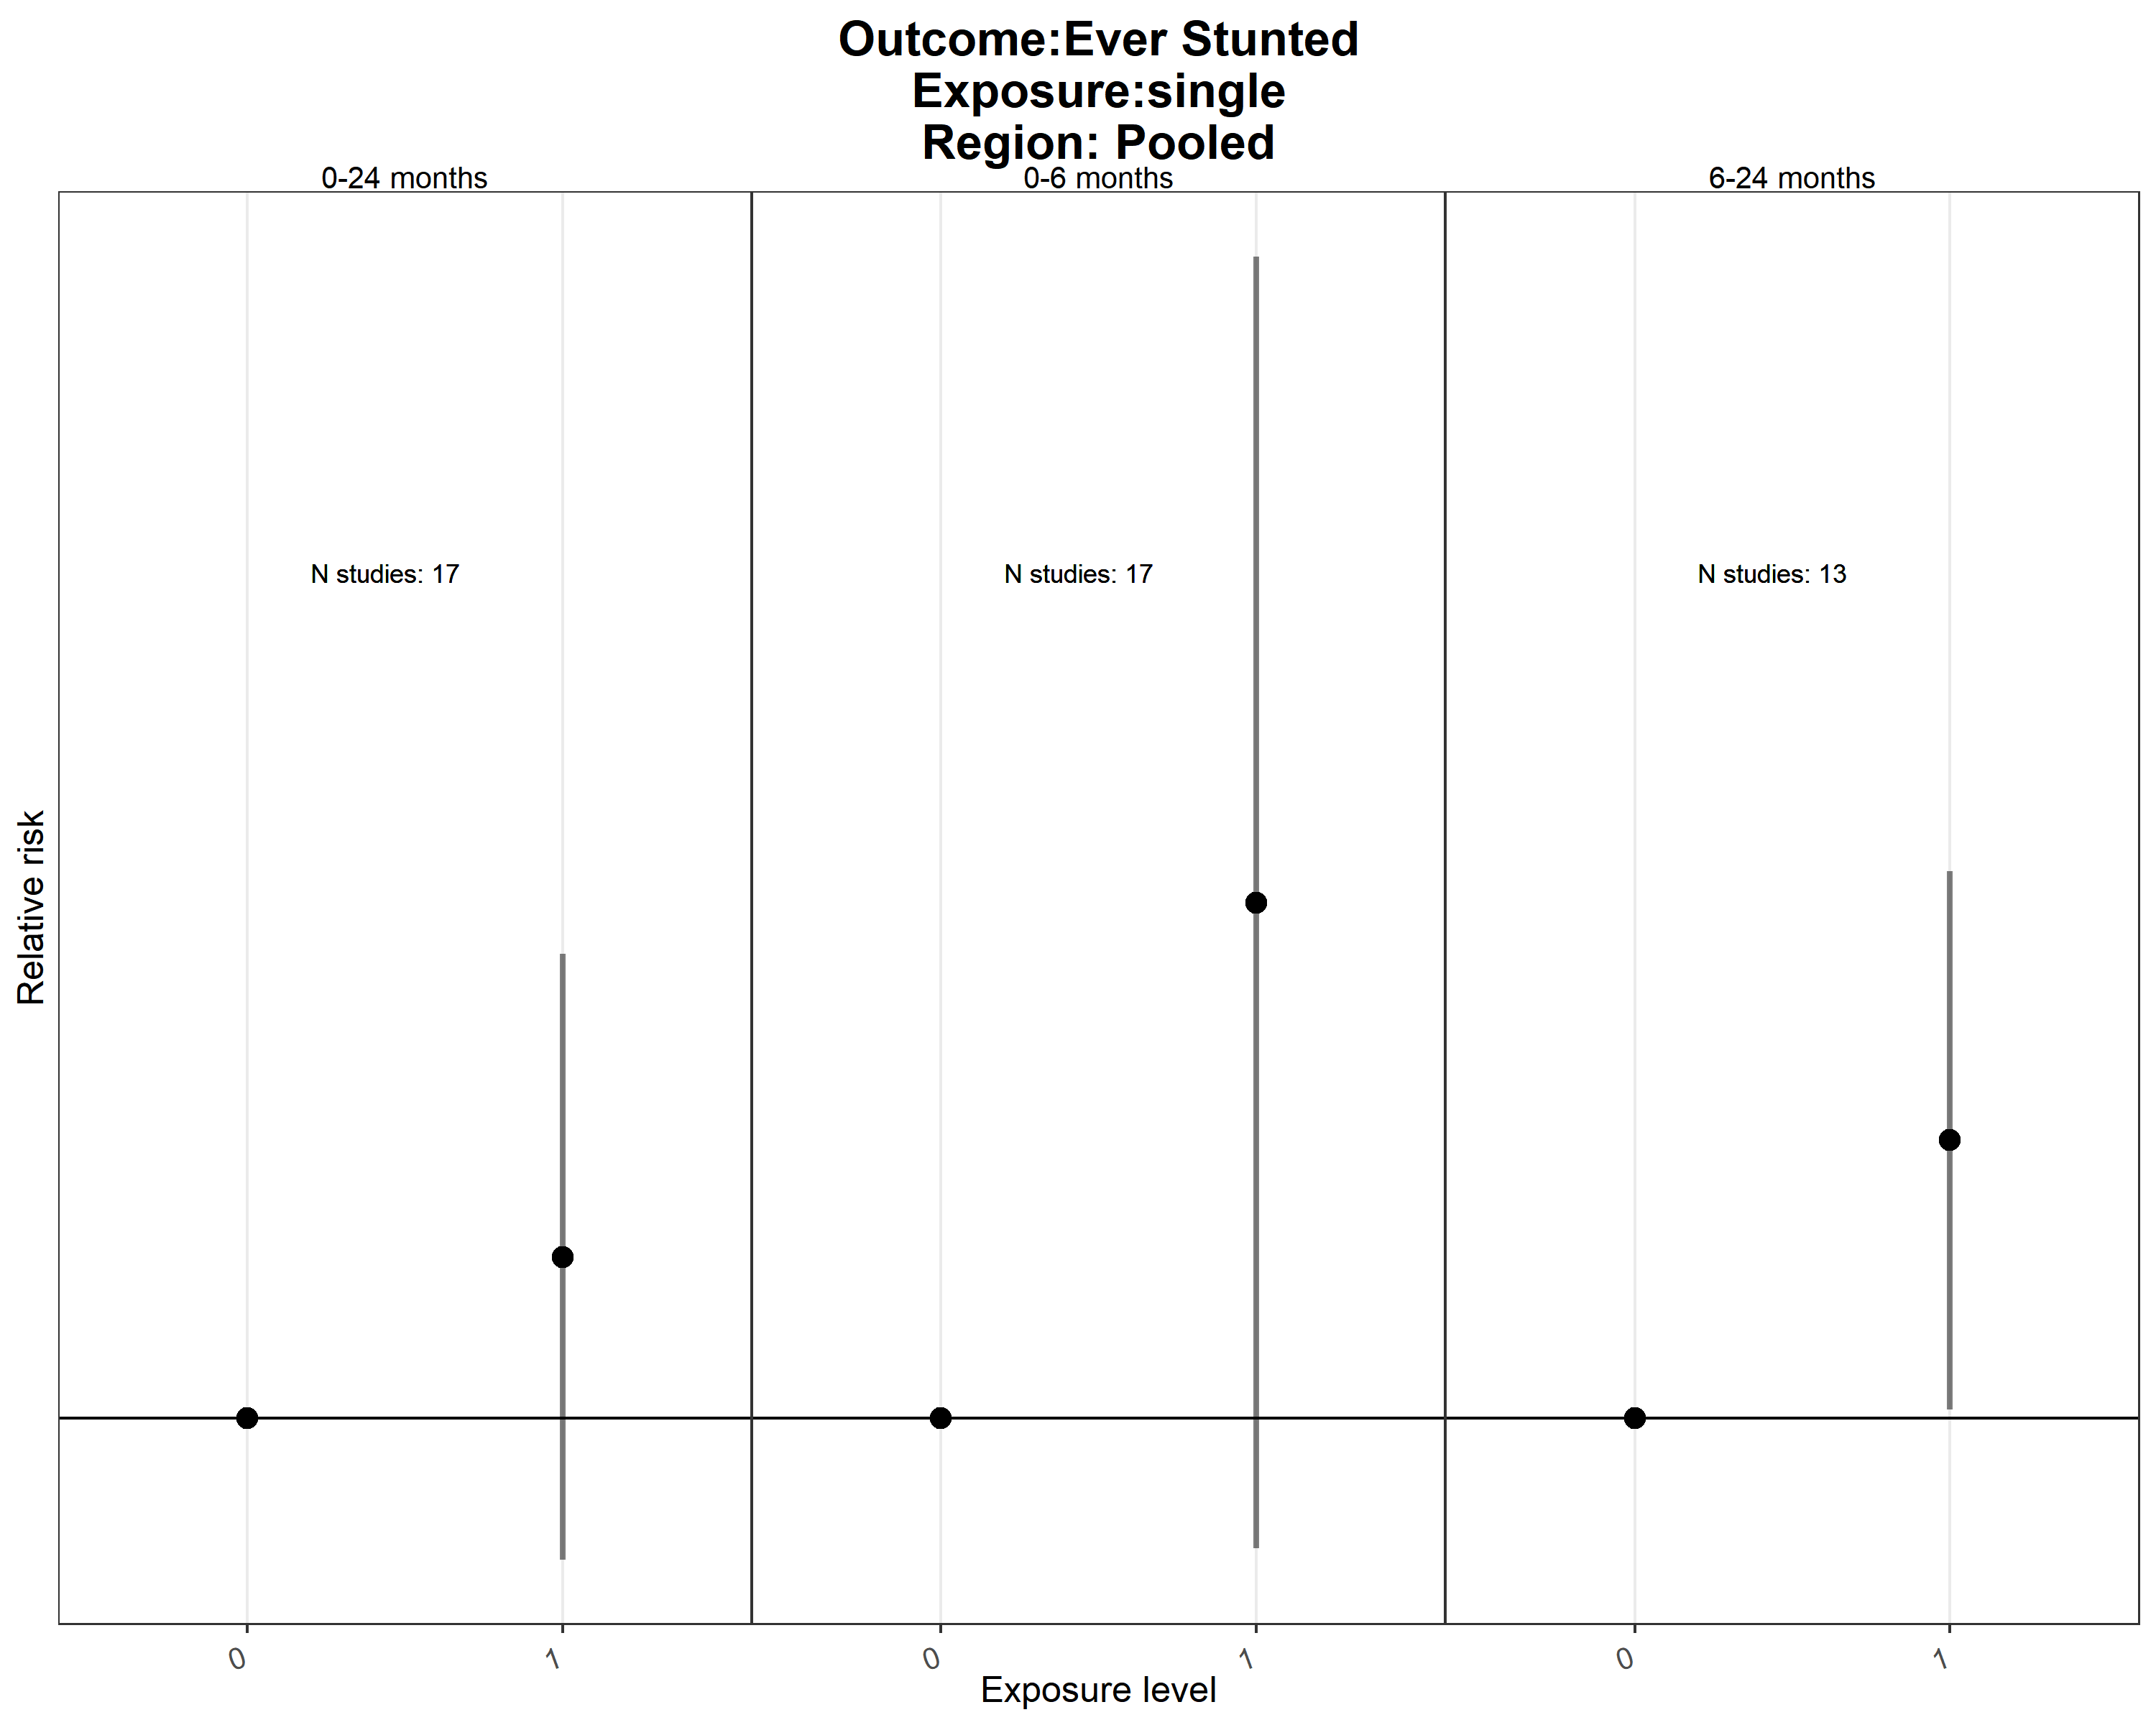 Outcome:Ever Stunted
Exposure:single
Region: Pooled
0-24 months
0-6 months
6-24 months
N studies: 17
N studies: 17
N studies: 13
Relative risk
0
1
0
1
0
1
Exposure level